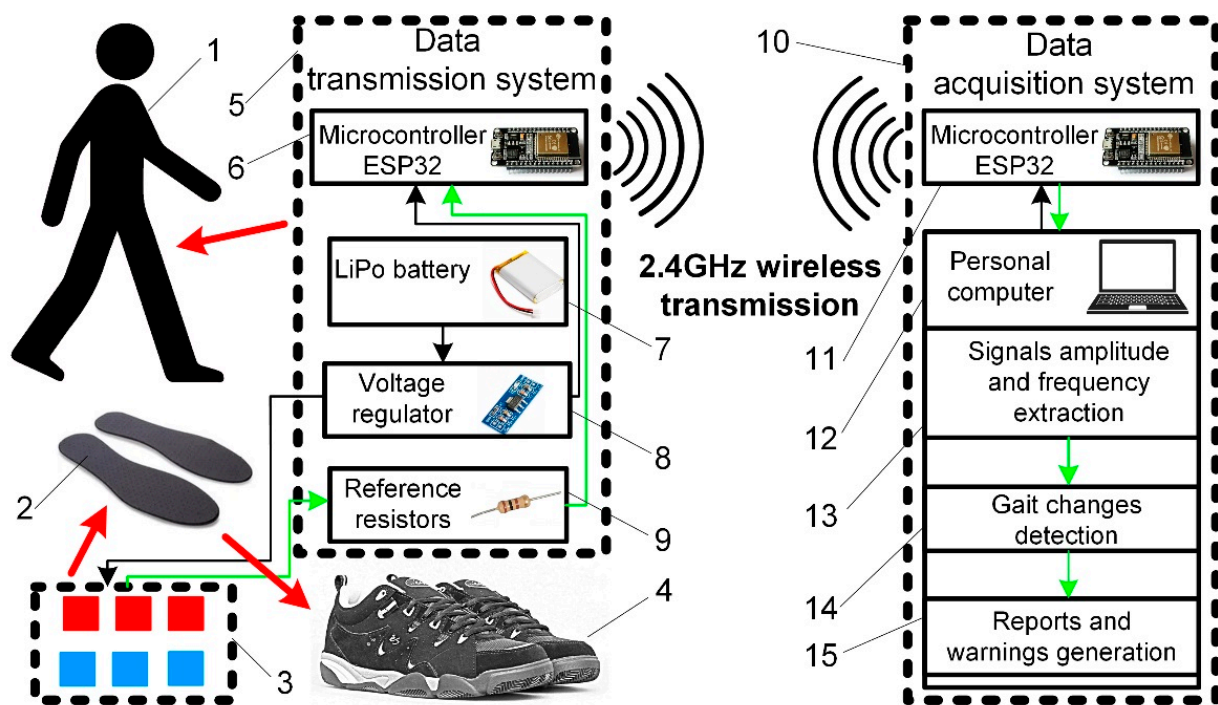 1
5
Data
transmission system
10
Data
acquisition system
6
Microcontroller
ESP32
Microcontroller
ESP32
LiPo battery
2.4GHz wireless
transmission
Personal
computer
7
11
Voltage
regulator
Signals amplitude
and frequency
extraction
12
8
2
Reference
resistors
13
9
Gait changes
detection
4
14
3
Reports and
warnings generation
15